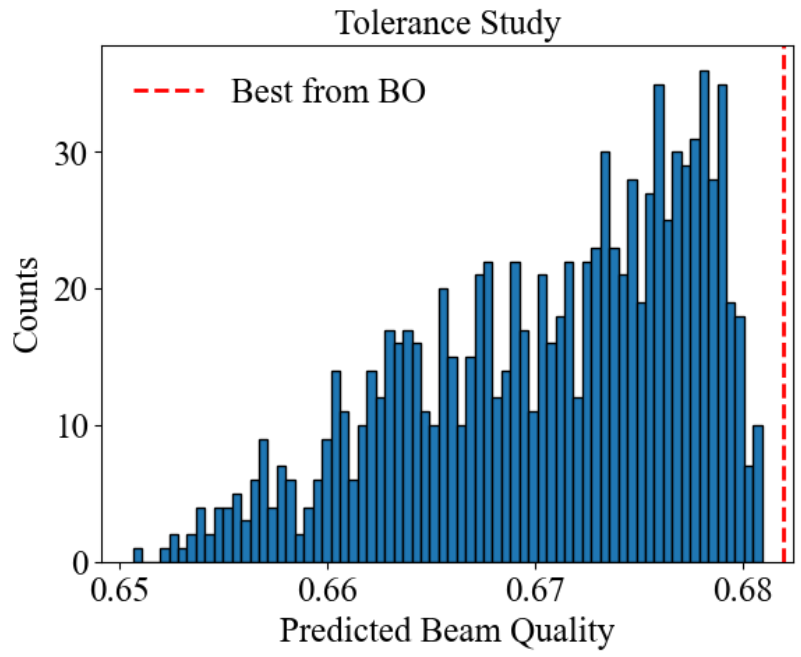 Tolerance Study
Best from BO
Counts
30
20
10
0
0.65 0.66 0.67 0.68
Predicted Beam Quality